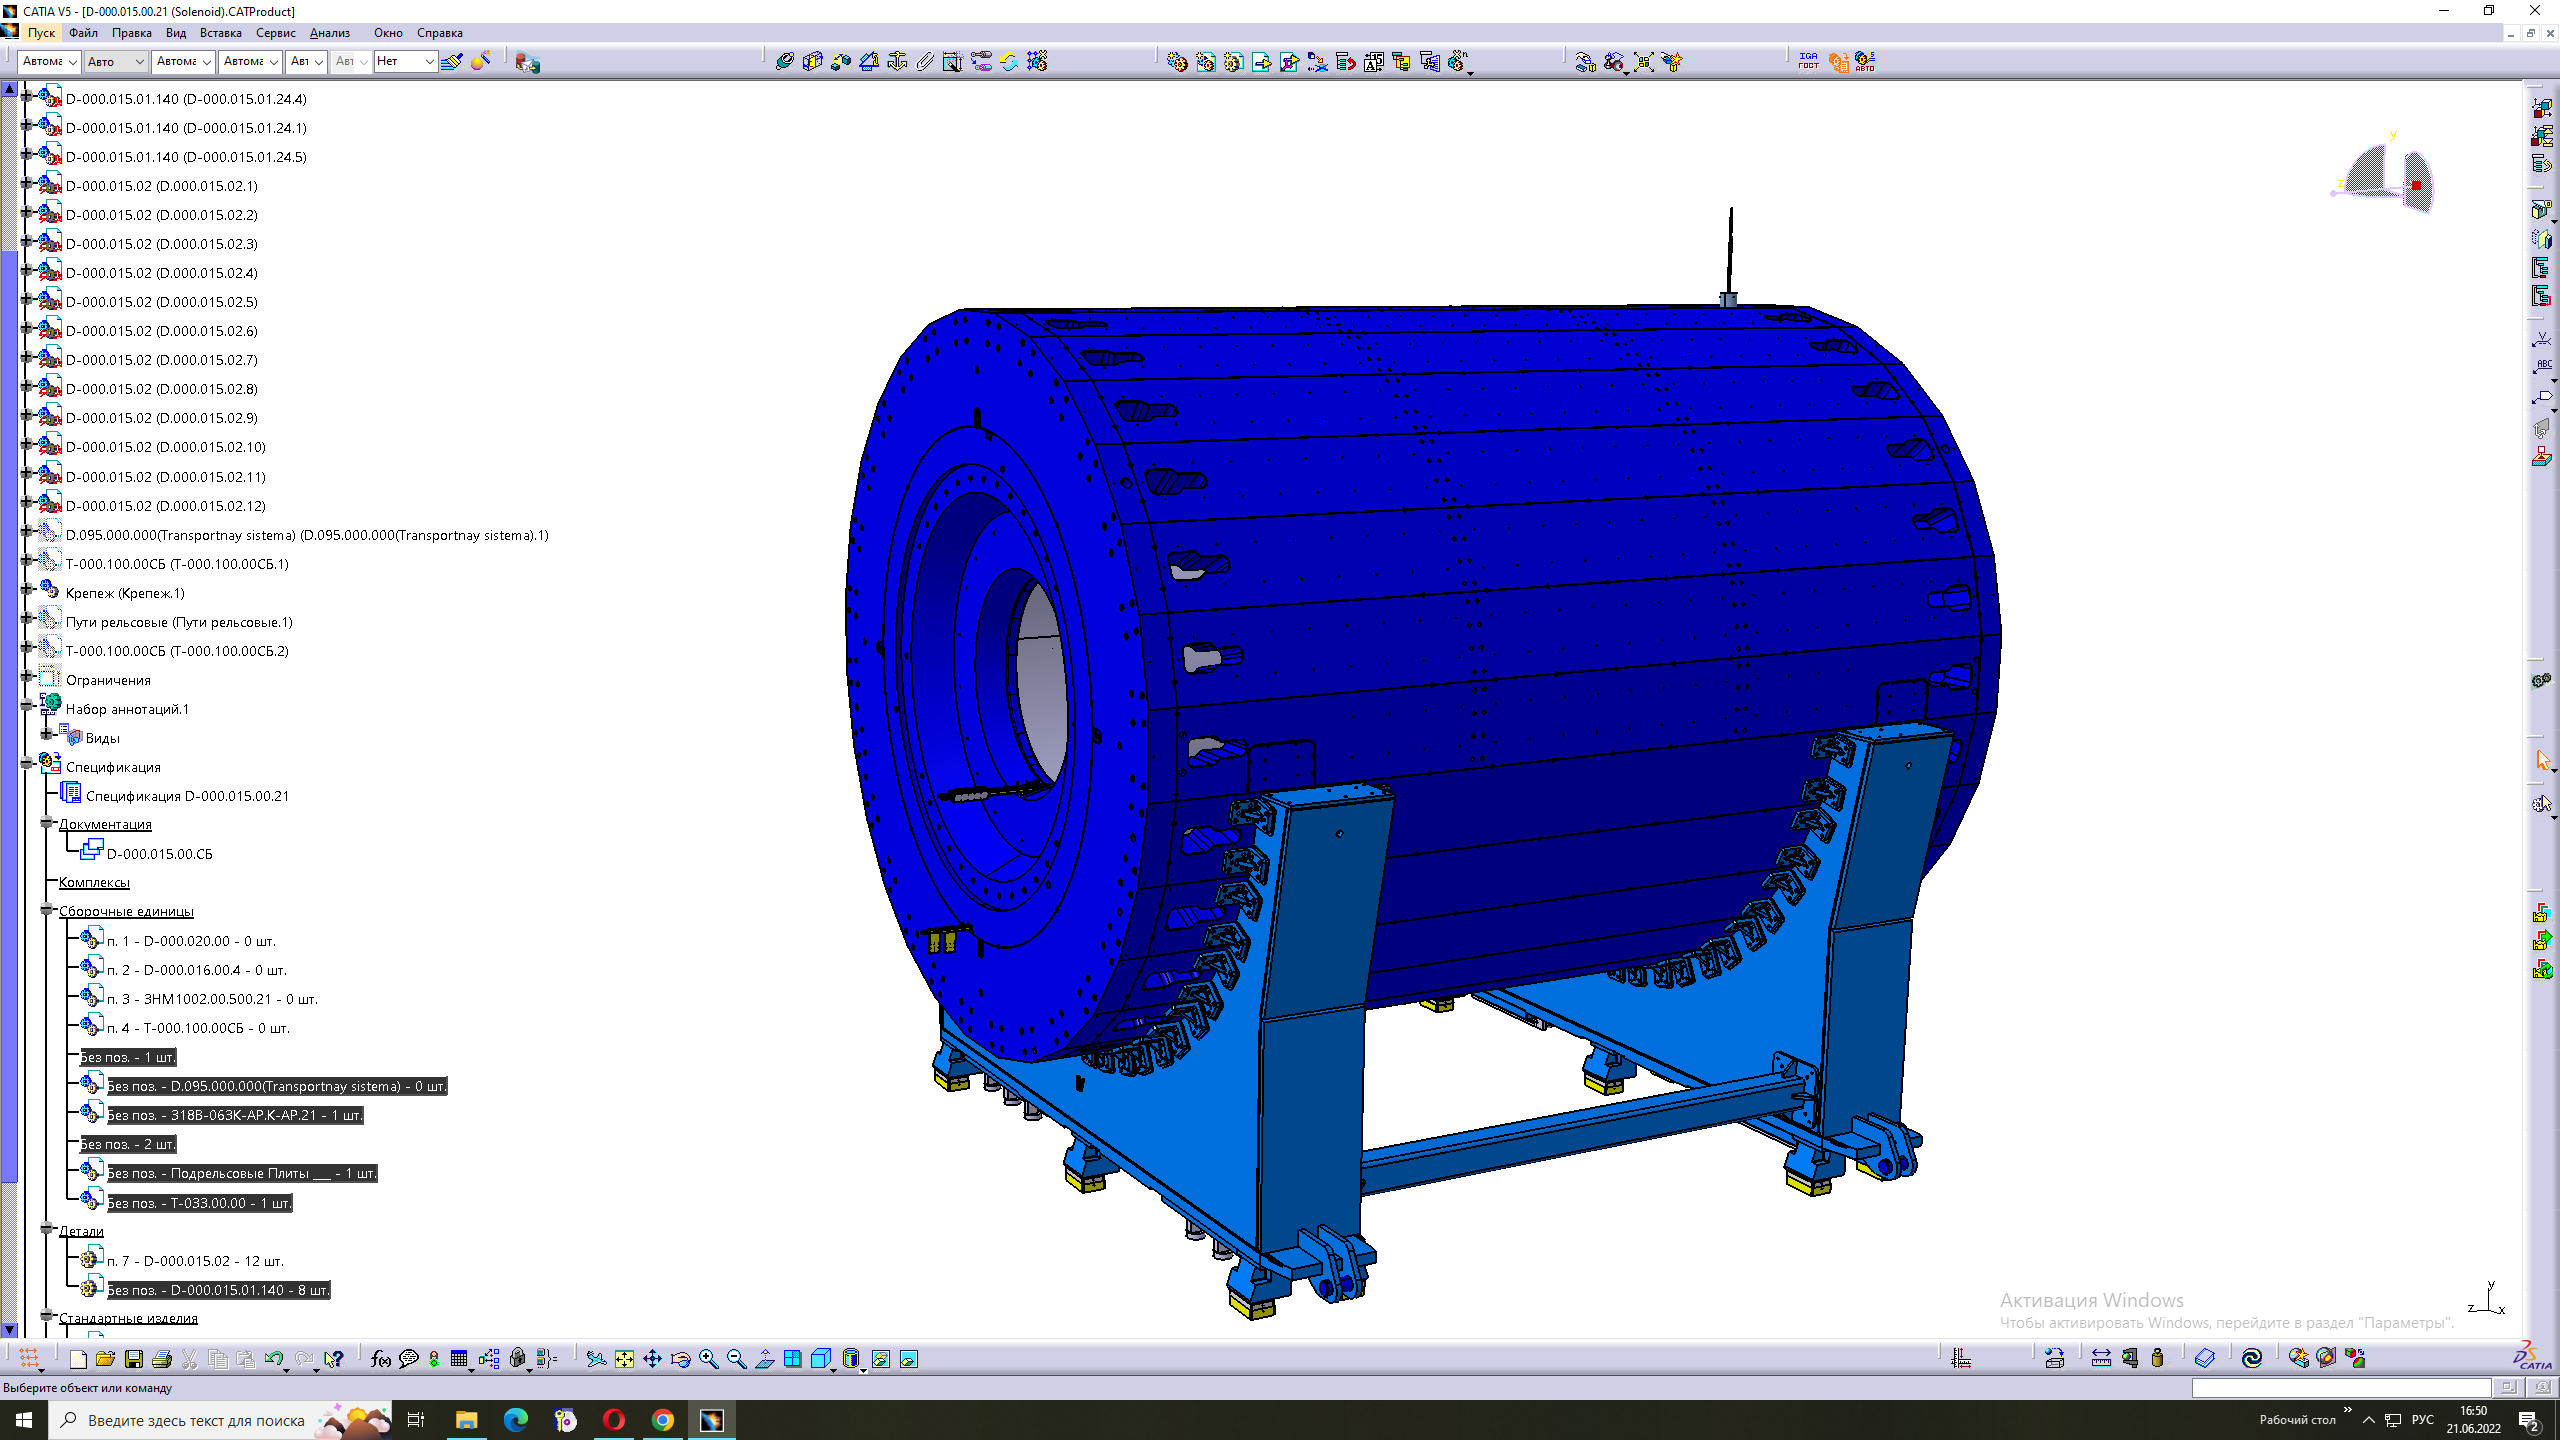 CATIA V5 - [D-000.015.00.21 (Solenoid).CATProduct]
Пуск Файл Правка Вид Вставка Сервис Анализ Окно Справка
Автома Авто Автома Автома Авт Авт Нет
IGA ГОСТ
АВТО
D-000.015.01.140 (D-000.015.01.24.4)
D-000.015.01.140 (D-000.015.01.24.1)
D-000.015.01.140 (D-000.015.01.24.5)
D-000.015.02 (D.000.015.02.1)
D-000.015.02 (D.000.015.02.2)
D-000.015.02 (D.000.015.02.3)
D-000.015.02 (D.000.015.02.4)
D-000.015.02 (D.000.015.02.5)
D-000.015.02 (D.000.015.02.6)
D-000.015.02 (D.000.015.02.7)
D-000.015.02 (D.000.015.02.8)
D-000.015.02 (D.000.015.02.9)
D-000.015.02 (D.000.015.02.10)
D-000.015.02 (D.000.015.02.11)
D-000.015.02 (D.000.015.02.12)
D.095.000.000(Transportnay sistema) (D.095.000.000(Transportnay sistema).1)
T-000.100.00СБ (T-000.100.00СБ.1)
Крепеж (Крепеж.1)
Пути рельсовые (Пути рельсовые.1)
T-000.100.00СБ (T-000.100.00СБ.2)
Ограничения
Набор аннотаций.1
Виды
Спецификация
Спецификация D-000.015.00.21
Документация
D-000.015.00.СБ
Комплексы
Сборочные единицы
п. 1 - D-000.020.00 - 0 шт.
п. 2 - D-000.016.00.4 - 0 шт.
п. 3 - ЗНМ1002.00.500.21 - 0 шт.
п. 4 - T-000.100.00СБ - 0 шт.
Без поз. - 1 шт.
Без поз. - D.095.000.000(Transportnay sistema) - 0 шт.
Без поз. - 318В-063К-АР.К-АР.21 - 1 шт.
Без поз. - 2 шт.
Без поз. - Подрельсовые Плиты ___ - 1 шт.
Без поз. - T-033.00.00 - 1 шт.
Детали
п. 7 - D-000.015.02 - 12 шт.
Без поз. - D-000.015.01.140 - 8 шт.
Стандартные изделия
y
z
ABC
y
z x
Активация Windows
Чтобы активировать Windows, перейдите в раздел "Параметры".
f(x)
CATIA
Выберите объект или команду
Введите здесь текст для поиска
Рабочий стол
РУС
16:50
21.06.2022
2